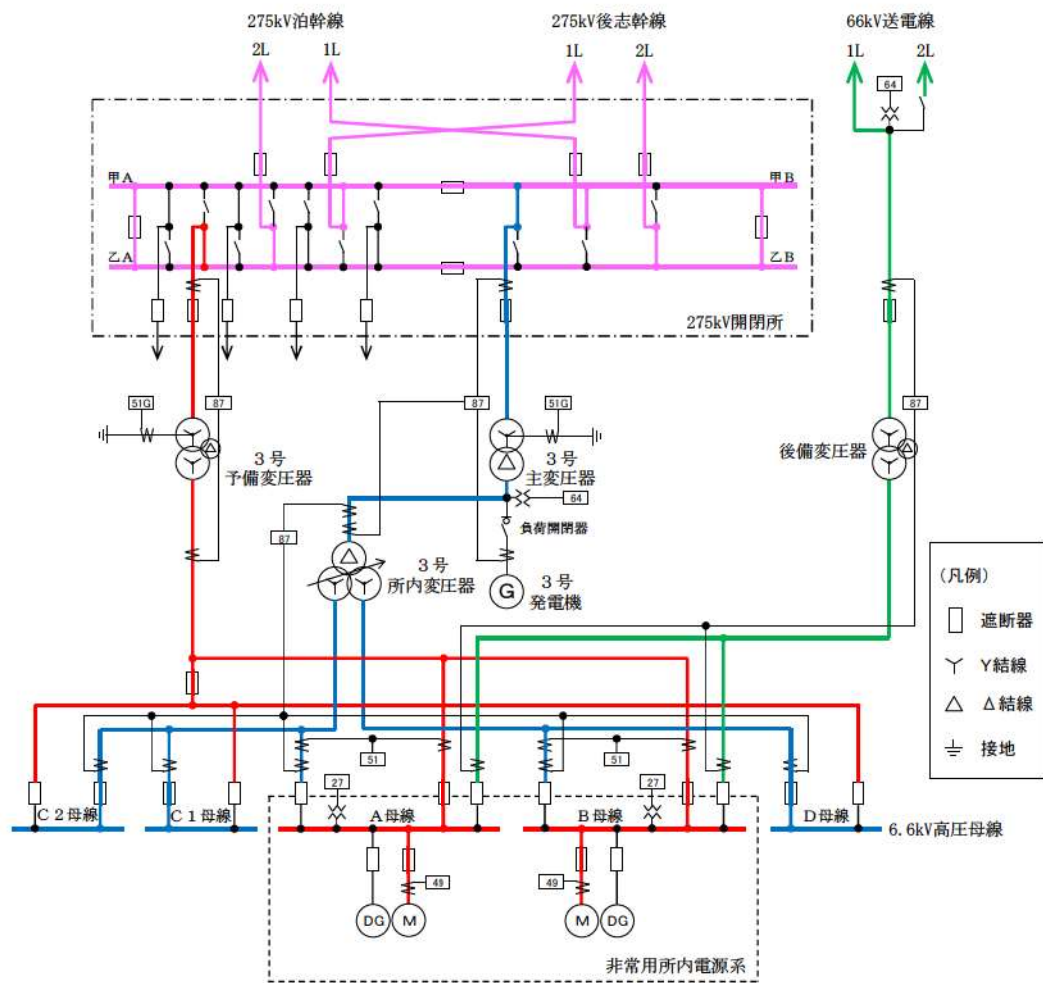 275kV泊幹線
275kV後志幹線
66kV送電線
2L
1L
1L
2L
1L
2L
64
甲A
甲B
乙A
乙B
275kV開閉所
51G
87
87
51G
87
3号
予備変圧器
3号
主変圧器
後備変圧器
64
87
負荷開閉器
3号
所内変圧器
G
3号
発電機
(凡例)
遮断器
Y結線
Δ結線
接地
51
51
27
27
C2母線
C1母線
A母線
B母線
D母線
6.6kV高圧母線
49
49
DG
M
M
DG
非常用所内電源系